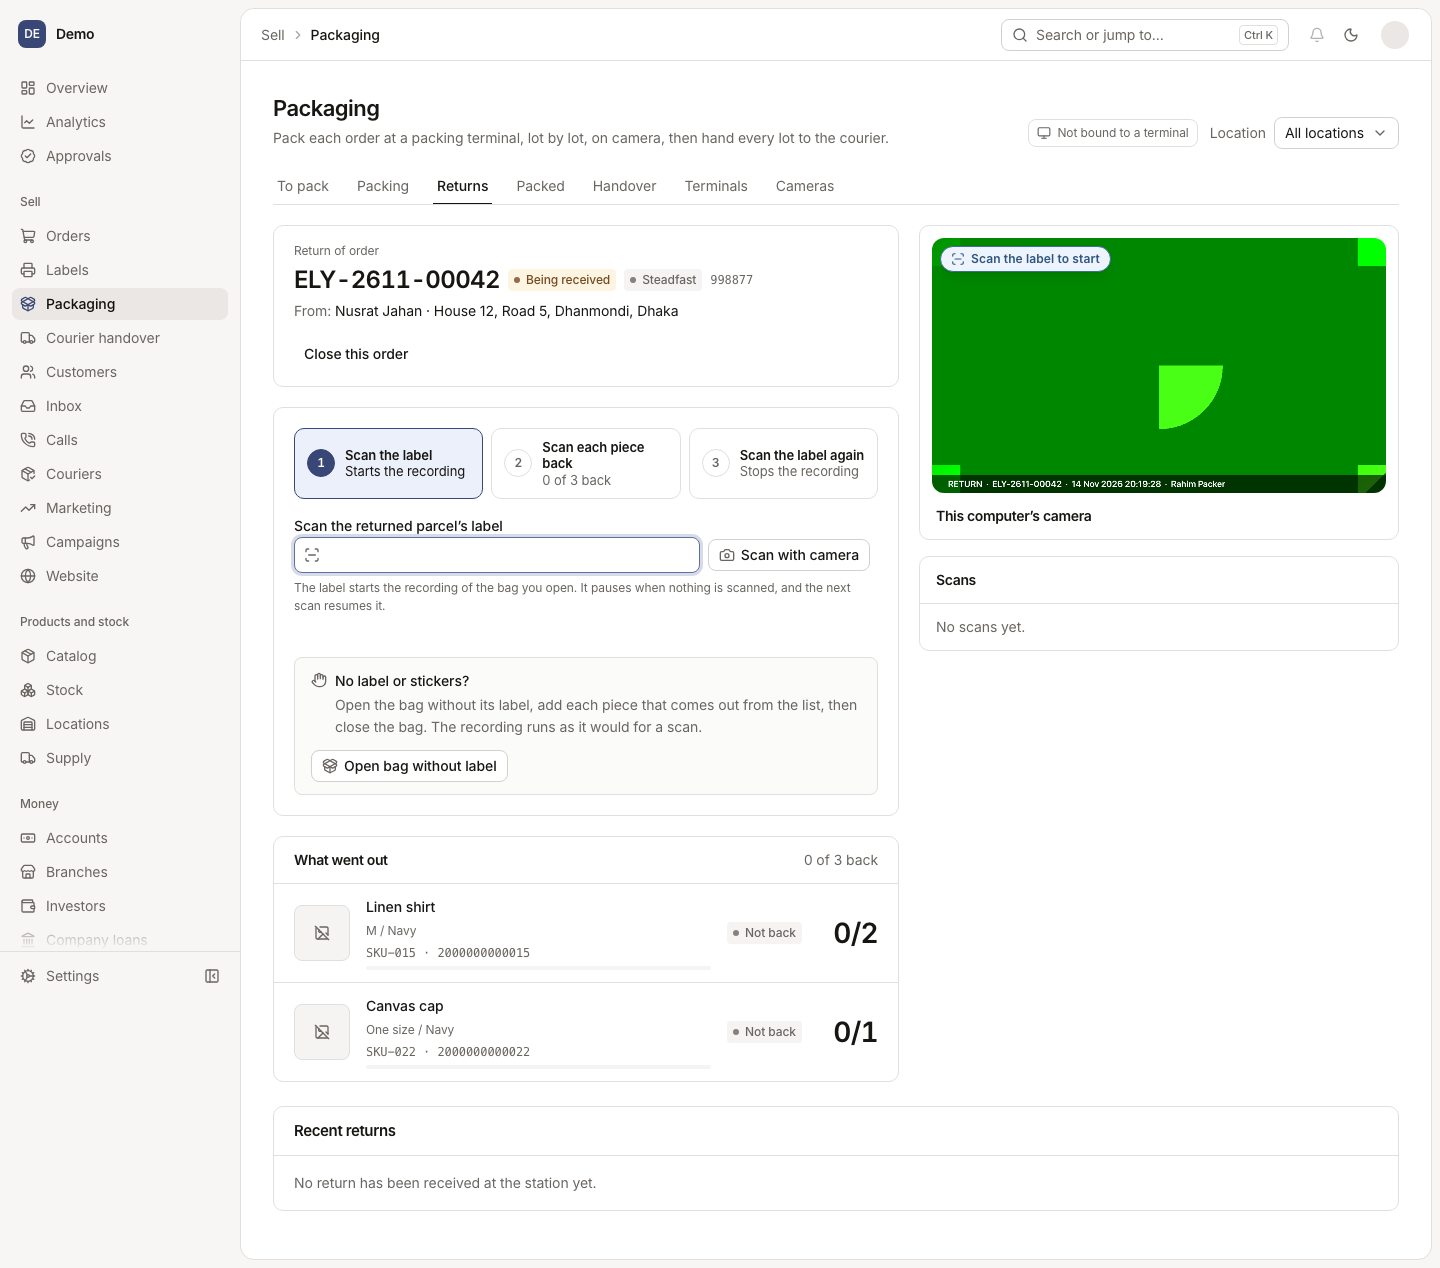 DE Demo
Overview
Analytics
Approvals
Sell
Orders
Labels
Packaging
Courier handover
Customers
Inbox
Calls
Couriers
Marketing
Campaigns
Website
Products and stock
Catalog
Stock
Locations
Supply
Money
Accounts
Branches
Investors
Company loans
Settings
Sell > Packaging
Search or jump to... Ctrl K
Packaging
Pack each order at a packing terminal, lot by lot, on camera, then hand every lot to the courier.
Not bound to a terminal Location All locations
To pack Packing Returns Packed Handover Terminals Cameras
Return of order
ELY-2611-00042 Being received Steadfast 998877
From: Nusrat Jahan · House 12, Road 5, Dhanmondi, Dhaka
Close this order
1 Scan the label
Starts the recording
2 Scan each piece
back
0 of 3 back
3 Scan the label again
Stops the recording
Scan the returned parcel’s label
Scan with camera
The label starts the recording of the bag you open. It pauses when nothing is scanned, and the next
scan resumes it.
No label or stickers?
Open the bag without its label, add each piece that comes out from the list, then
close the bag. The recording runs as it would for a scan.
Open bag without label
What went out 0 of 3 back
Linen shirt
M / Navy
SKU-015 · 2000000000015
Not back 0/2
Canvas cap
One size / Navy
SKU-022 · 2000000000022
Not back 0/1
Scan the label to start
RETURN · ELY-2611-00042 · 14 Nov 2026 20:19:28 · Rahim Packer
This computer’s camera
Scans
No scans yet.
Recent returns
No return has been received at the station yet.